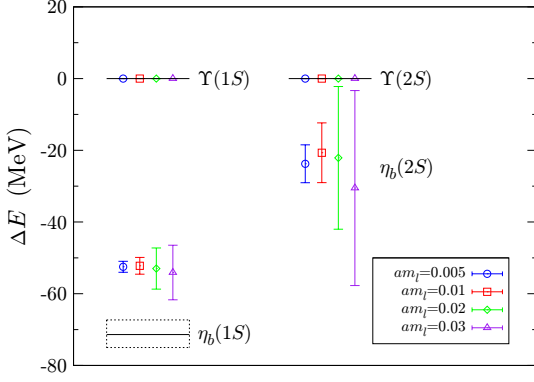 0
-20
-40
-60
-80
ΔE (MeV)
Υ(1S)
Υ(2S)
η_b(2S)
η_b(1S)
am_l=0.005
am_l=0.01
am_l=0.02
am_l=0.03